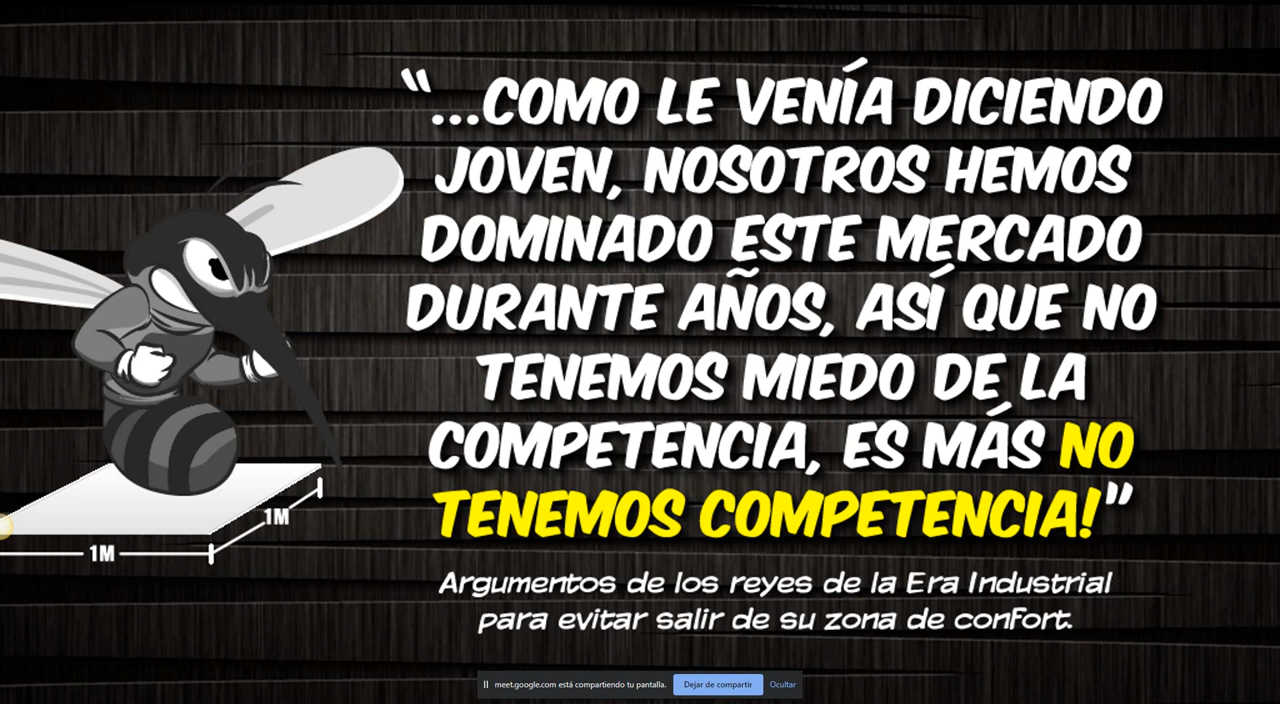 “...COMO LE VENÍA DICIENDO
JOVEN, NOSOTROS HEMOS
DOMINADO ESTE MERCADO
DURANTE AÑOS, ASÍ QUE NO
TENEMOS MIEDO DE LA
COMPETENCIA, ES MÁS NO
TENEMOS COMPETENCIA!”
1M
1M
Argumentos de los reyes de la Era Industrial
para evitar salir de su zona de confort.
meet.google.com está compartiendo tu pantalla. Dejar de compartir Ocultar